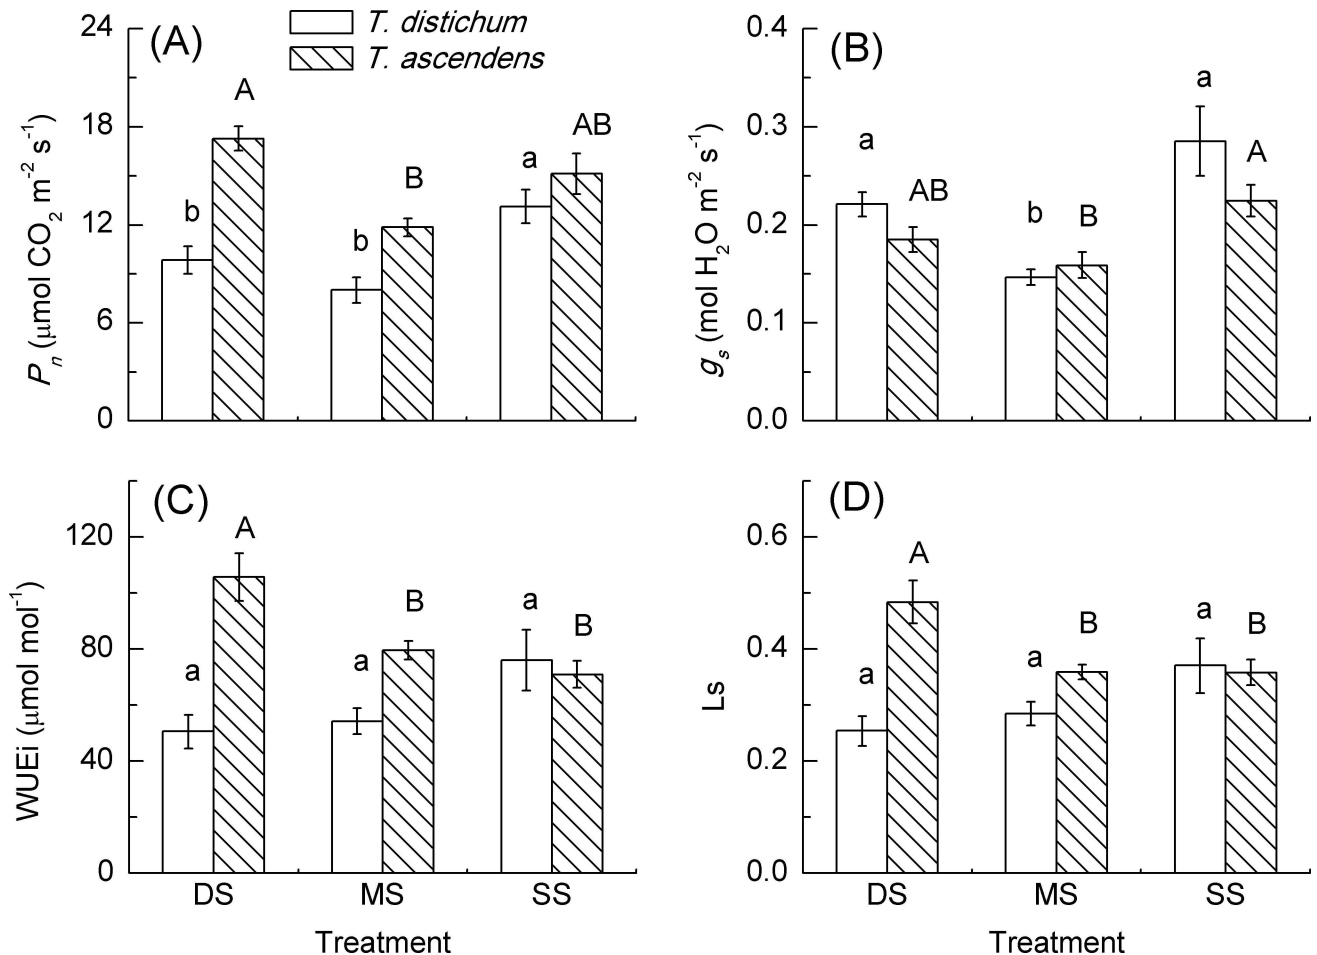 (A)
T. distichum
T. ascendens
24
18
12
6
0
Pn (μmol CO2 m-2 s-1)
b
A
b
B
a
AB
(B)
0.4
0.3
0.2
0.1
0.0
gs (mol H2O m-2 s-1)
a
AB
b
B
a
A
(C)
120
80
40
0
WUEi (μmol mol-1)
a
A
a
B
a
B
DS
MS
SS
Treatment
(D)
0.6
0.4
0.2
0.0
Ls
a
A
a
B
a
B
DS
MS
SS
Treatment